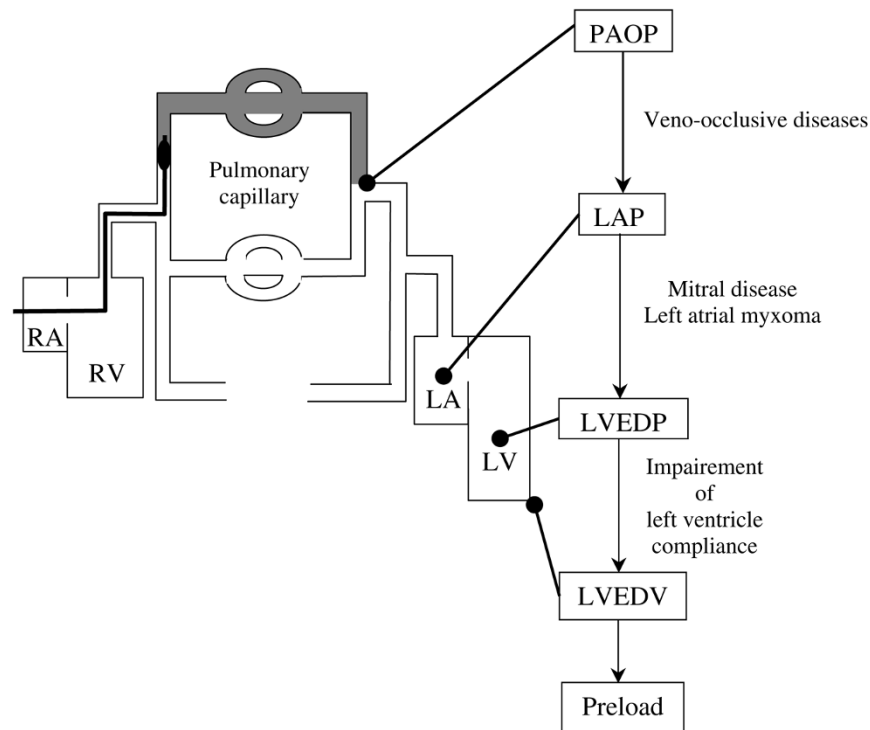 PAOP
Veno-occlusive diseases
Pulmonary
capillary
LAP
Mitral disease
Left atrial myxoma
RA
RV
LA
LVEDP
LV
Impairement
of
left ventricle
compliance
LVEDV
Preload